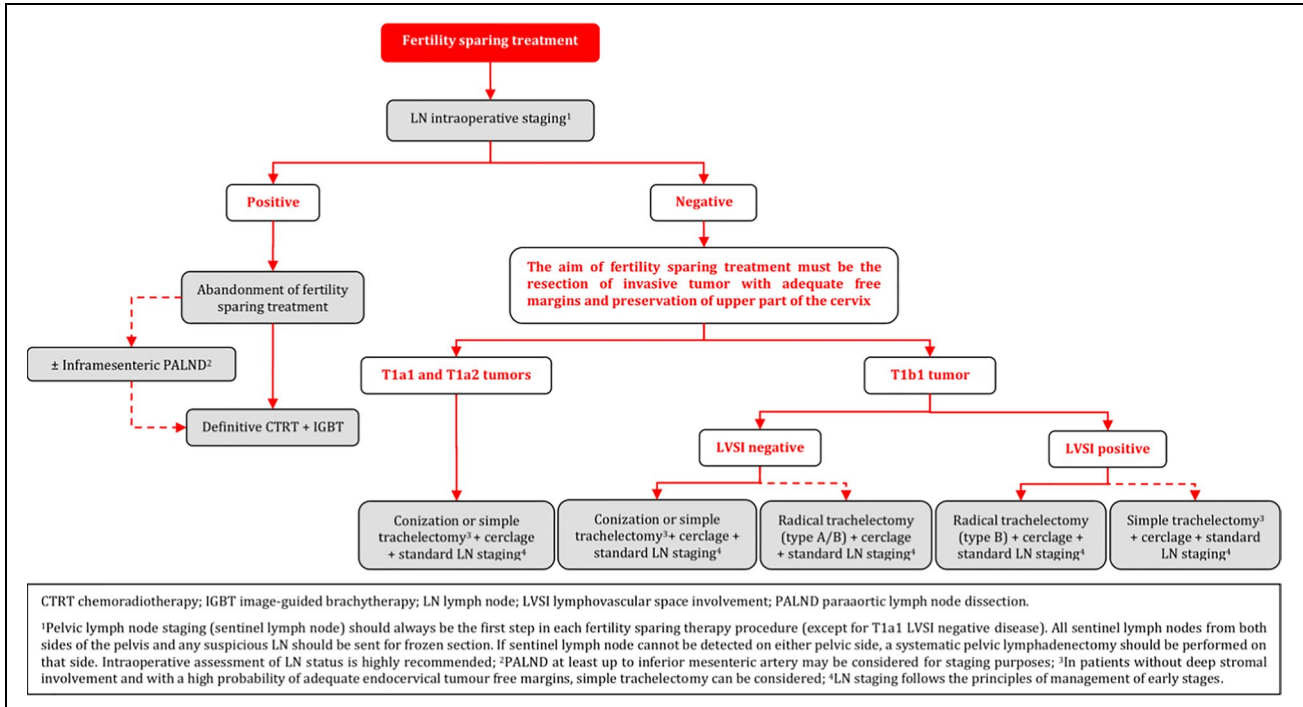 Fertility sparing treatment
LN intraoperative staging¹
Positive
Negative
Abandonment of fertility
sparing treatment
The aim of fertility sparing treatment must be the
resection of invasive tumor with adequate free
margins and preservation of upper part of the cervix
± Inframesenteric PALND²
Definitive CTRT + IGBT
T1a1 and T1a2 tumors
T1b1 tumor
LVSI negative
LVSI positive
Conization or simple
trachelectomy³ + cerclage
+ standard LN staging⁴
Conization or simple
trachelectomy³+ cerclage +
standard LN staging⁴
Radical trachelectomy
(type A/B) + cerclage
+ standard LN staging⁴
Radical trachelectomy
(type B) + cerclage +
standard LN staging⁴
Simple trachelectomy³
+ cerclage + standard
LN staging⁴
CTRT chemoradiotherapy; IGBT image-guided brachytherapy; LN lymph node; LVSI lymphovascular space involvement; PALND paraaortic lymph node dissection.
¹Pelvic lymph node staging (sentinel lymph node) should always be the first step in each fertility sparing therapy procedure (except for T1a1 LVSI negative disease). All sentinel lymph nodes from both
sides of the pelvis and any suspicious LN should be sent for frozen section. If sentinel lymph node cannot be detected on either pelvic side, a systematic pelvic lymphadenectomy should be performed on
that side. Intraoperative assessment of LN status is highly recommended; ²PALND at least up to inferior mesenteric artery may be considered for staging purposes; ³In patients without deep stromal
involvement and with a high probability of adequate endocervical tumour free margins, simple trachelectomy can be considered; ⁴LN staging follows the principles of management of early stages.